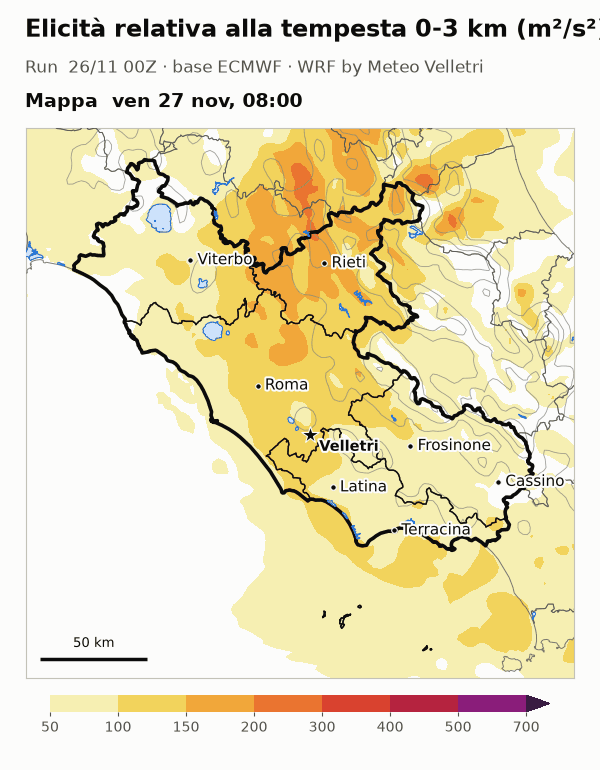 Elicità relativa alla tempesta 0-3 km (m²/s²)
Run 26/11 00Z · base ECMWF · WRF by Meteo Velletri
Mappa ven 27 nov, 08:00
Viterbo
Rieti
Roma
Velletri
Frosinone
Latina
Cassino
Terracina
50 km
50 100 150 200 300 400 500 700